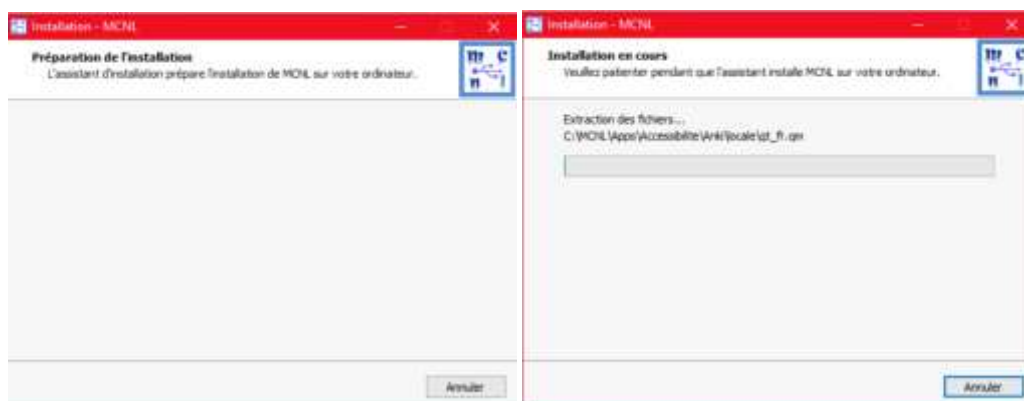 Installation - MCNL
Préparation de l'installation
L'assistant d'installation prépare l'installation de MCNL sur votre ordinateur.
m c
n l
Annuler
Installation - MCNL
Installation en cours
Veuillez patienter pendant que l'assistant installe MCNL sur votre ordinateur.
m c
n l
Extraction des fichiers...
C:\MCNL\Apps\Accessibilite\Anki\locale\qt_fr.qm
Annuler